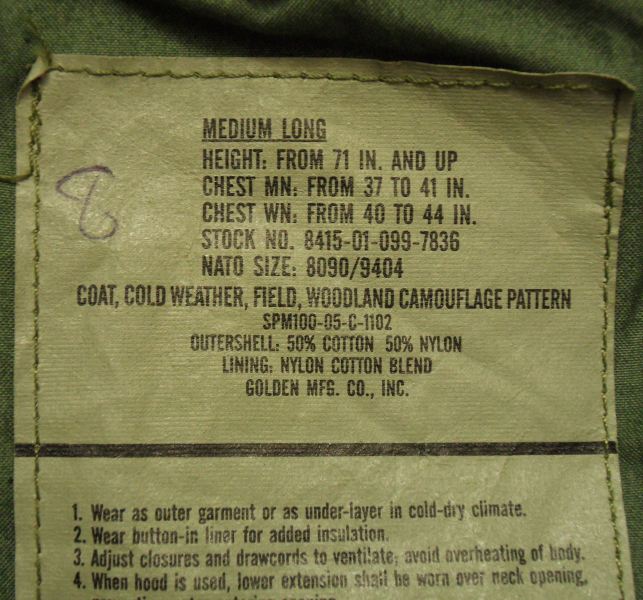 MEDIUM LONG
HEIGHT: FROM 71 IN. AND UP
CHEST MN: FROM 37 TO 41 IN.
8
CHEST WN: FROM 40 TO 44 IN.
STOCK NO. 8415-01-099-7836
NATO SIZE: 8090/9404
COAT, COLD WEATHER, FIELD, WOODLAND CAMOUFLAGE PATTERN
SPM100-05-C-1102
OUTERSHELL: 50% COTTON 50% NYLON
LINING: NYLON COTTON BLEND
GOLDEN MFG. CO., INC.
1. Wear as outer garment or as under-layer in cold-dry climate.
2. Wear button-in liner for added insulation.
3. Adjust closures and drawcords to ventilate, avoid overheating of body.
4. When hood is used, lower extension shall be worn over neck opening,